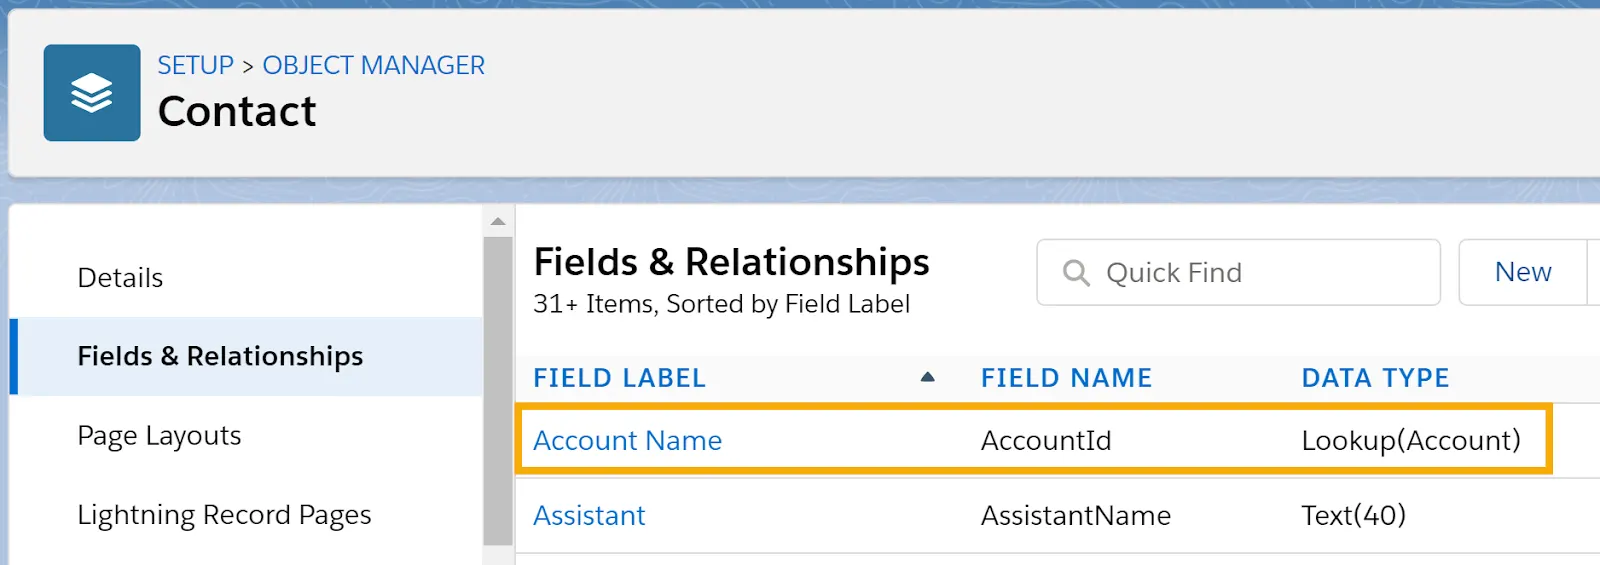 SETUP > OBJECT MANAGER
Contact
Details
Fields & Relationships
Page Layouts
Lightning Record Pages
Fields & Relationships
31+ Items, Sorted by Field Label
Quick Find
New
FIELD LABEL FIELD NAME DATA TYPE
Account Name AccountId Lookup(Account)
Assistant AssistantName Text(40)